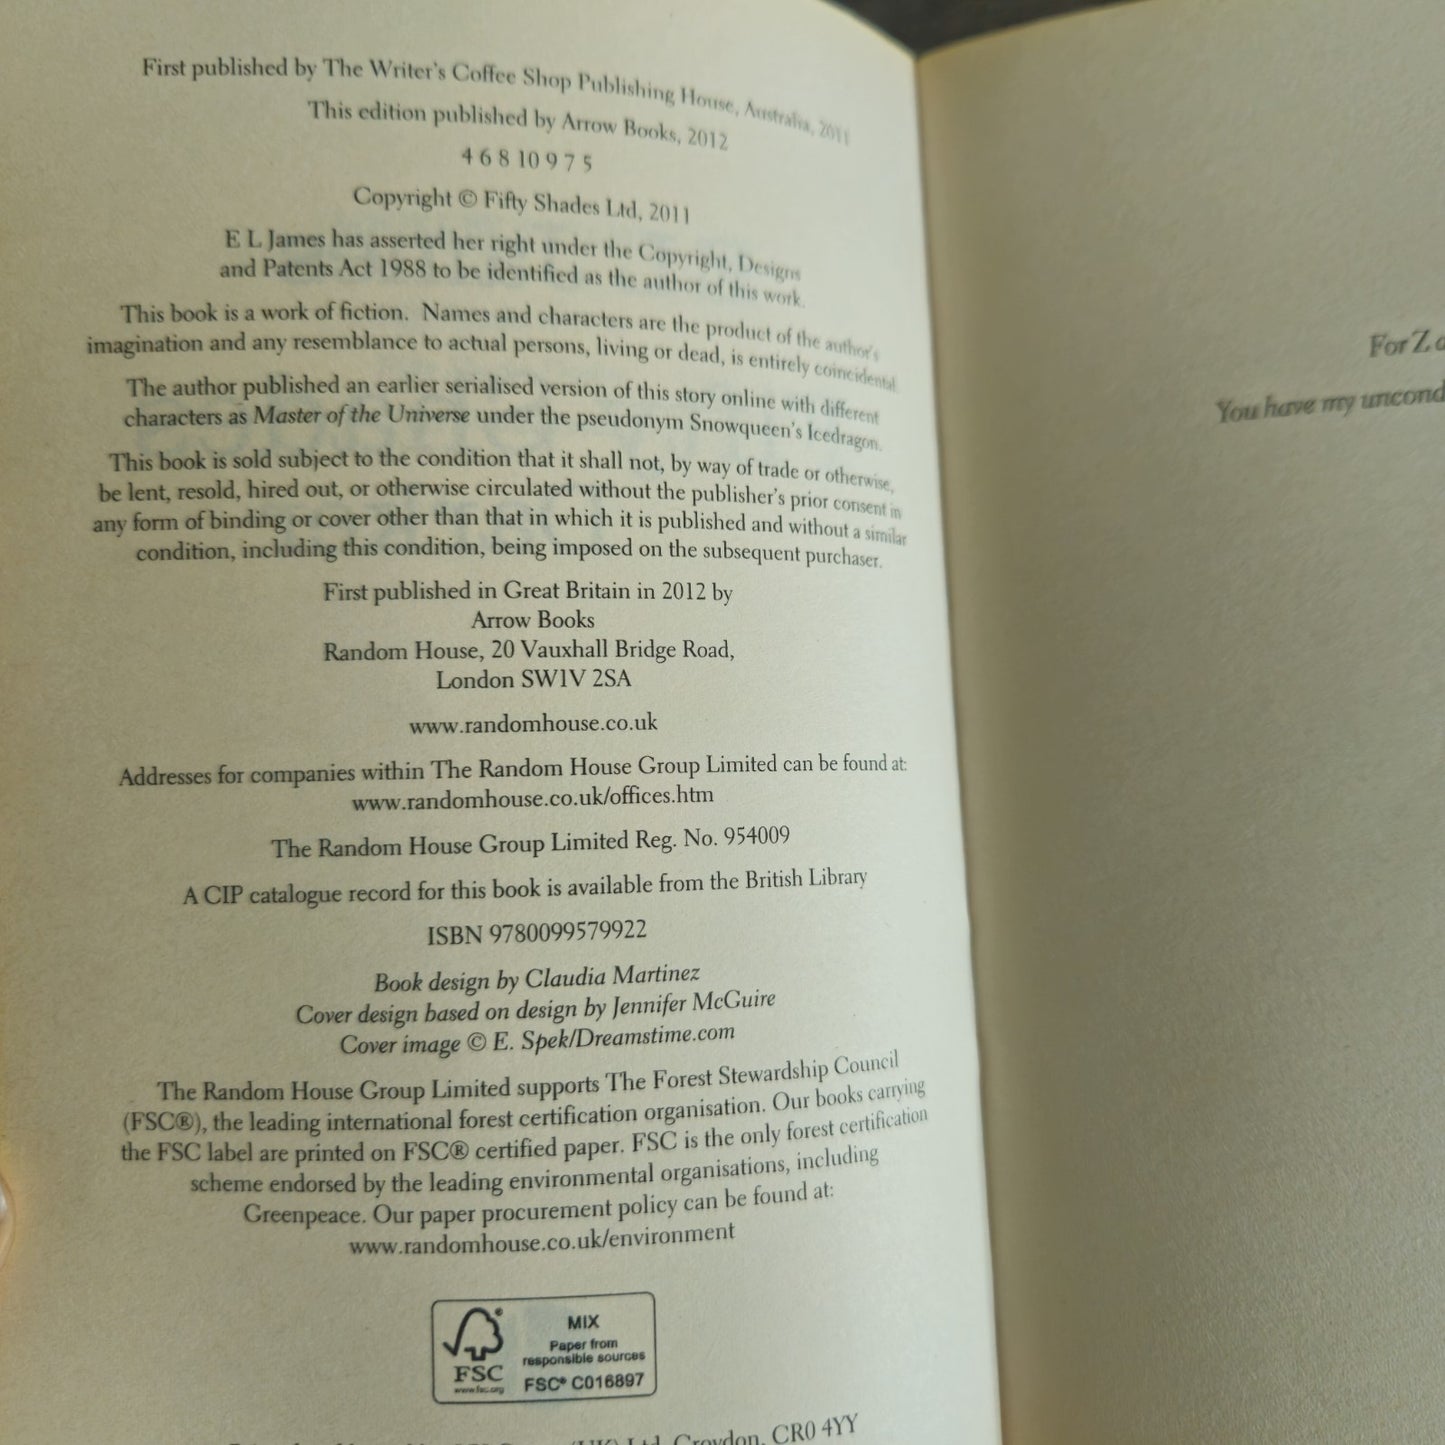 First published by The Writer's Coffee Shop Publishing House, Australia, 2011
This edition published by Arrow Books, 2012
4 6 8 10 9 7 5
Copyright © Fifty Shades Ltd, 2011
E L James has asserted her right under the Copyright, Designs
and Patents Act 1988 to be identified as the author of this work.
This book is a work of fiction. Names and characters are the product of the author's
imagination and any resemblance to actual persons, living or dead, is entirely coincidental
The author published an earlier serialised version of this story online with different
characters as Master of the Universe under the pseudonym Snowqueen's Icedragon.
This book is sold subject to the condition that it shall not, by way of trade or otherwise,
be lent, resold, hired out, or otherwise circulated without the publisher's prior consent in
any form of binding or cover other than that in which it is published and without a similar
condition, including this condition, being imposed on the subsequent purchaser.
First published in Great Britain in 2012 by
Arrow Books
Random House, 20 Vauxhall Bridge Road,
London SW1V 2SA
www.randomhouse.co.uk
Addresses for companies within The Random House Group Limited can be found at:
www.randomhouse.co.uk/offices.htm
The Random House Group Limited Reg. No. 954009
A CIP catalogue record for this book is available from the British Library
ISBN 9780099579922
Book design by Claudia Martinez
Cover design based on design by Jennifer McGuire
Cover image © E. Spek/Dreamstime.com
The Random House Group Limited supports The Forest Stewardship Council
(FSC®), the leading international forest certification organisation. Our books carrying
the FSC label are printed on FSC® certified paper. FSC is the only forest certification
scheme endorsed by the leading environmental organisations, including
Greenpeace. Our paper procurement policy can be found at:
www.randomhouse.co.uk/environment
FSC
www.fsc.org
MIX
Paper from
responsible sources
FSC® C016897
(UK) Ltd, Croydon, CR0 4YY
For Z
You have my